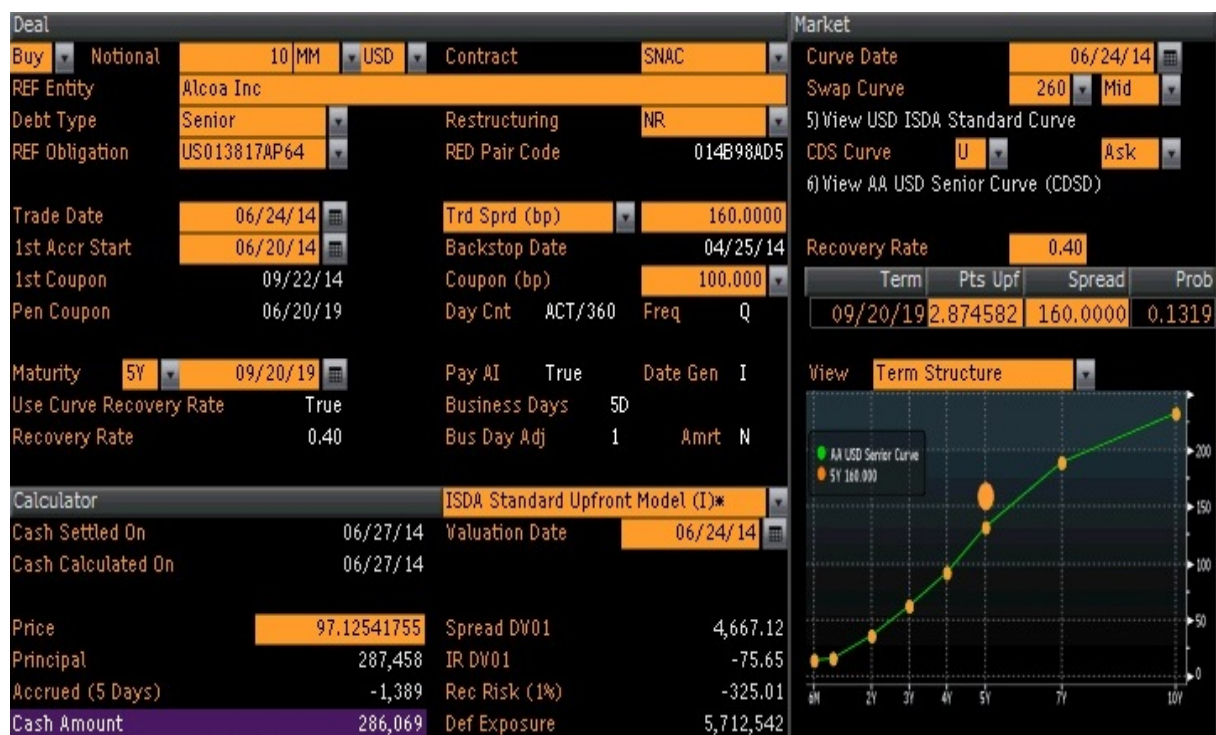 Deal
Buy Notional 10 MM USD Contract SNAC
REF Entity Alcoa Inc
Debt Type Senior Restructuring NR
REF Obligation US013817AP64 RED Pair Code 014B98AD5
Trade Date 06/24/14 Trd Sprd (bp) 160.0000
1st Accr Start 06/20/14 Backstop Date 04/25/14
1st Coupon 09/22/14 Coupon (bp) 100.000
Pen Coupon 06/20/19 Day Cnt ACT/360 Freq Q
Maturity 5Y 09/20/19 Pay AI True Date Gen I
Use Curve Recovery Rate True Business Days 5D
Recovery Rate 0.40 Bus Day Adj 1 Amrt N
Calculator ISDA Standard Upfront Model (I)*
Cash Settled On 06/27/14 Valuation Date 06/24/14
Cash Calculated On 06/27/14
Price 97.12541755 Spread DV01 4,667.12
Principal 287,458 IR DV01 -75.65
Accrued (5 Days) -1,389 Rec Risk (1%) -325.01
Cash Amount 286,069 Def Exposure 5,712,542
Market
Curve Date 06/24/14
Swap Curve 260 Mid
5) View USD ISDA Standard Curve
CDS Curve U Ask
6) View AA USD Senior Curve (CDSD)
Recovery Rate 0.40
Term Pts Upf Spread Prob
09/20/19 2.874582 160.0000 0.1319
View Term Structure
AA USD Senior Curve
5Y 160.000
200
150
100
50
0
6M 2Y 3Y 4Y 5Y 7Y 10Y